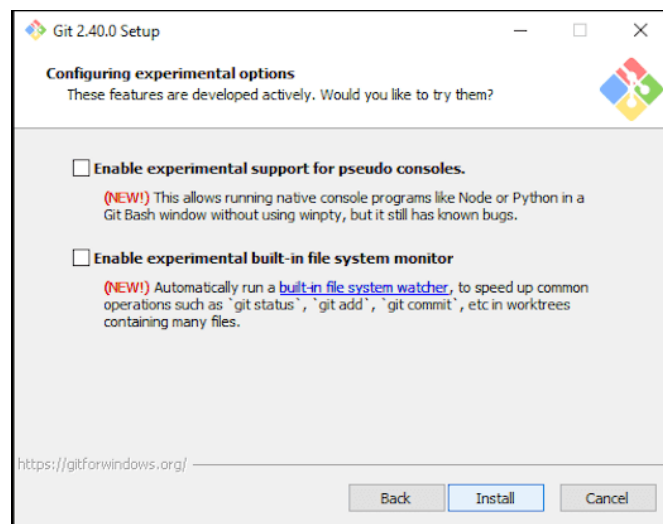 Git 2.40.0 Setup
Configuring experimental options
These features are developed actively. Would you like to try them?
Enable experimental support for pseudo consoles.
(NEW!) This allows running native console programs like Node or Python in a
Git Bash window without using winpty, but it still has known bugs.
Enable experimental built-in file system monitor
(NEW!) Automatically run a built-in file system watcher, to speed up common
operations such as `git status`, `git add`, `git commit`, etc in worktrees
containing many files.
https://gitforwindows.org/
Back Install Cancel